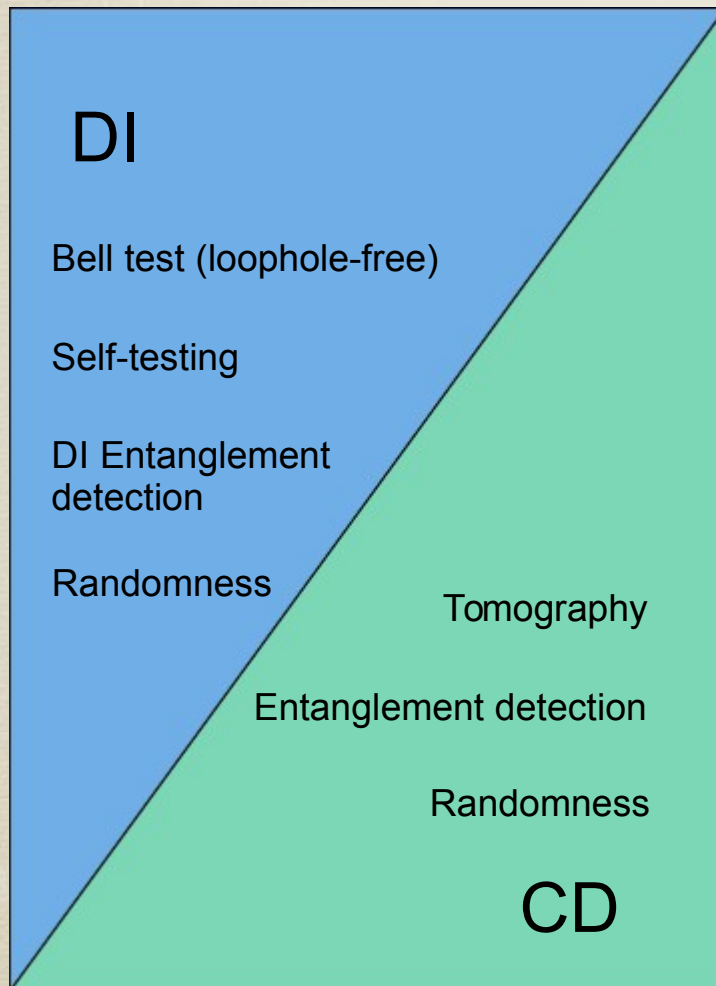 DI
Bell test (loophole-free)
Self-testing
DI Entanglement
detection
Randomness
Tomography
Entanglement detection
Randomness
CD